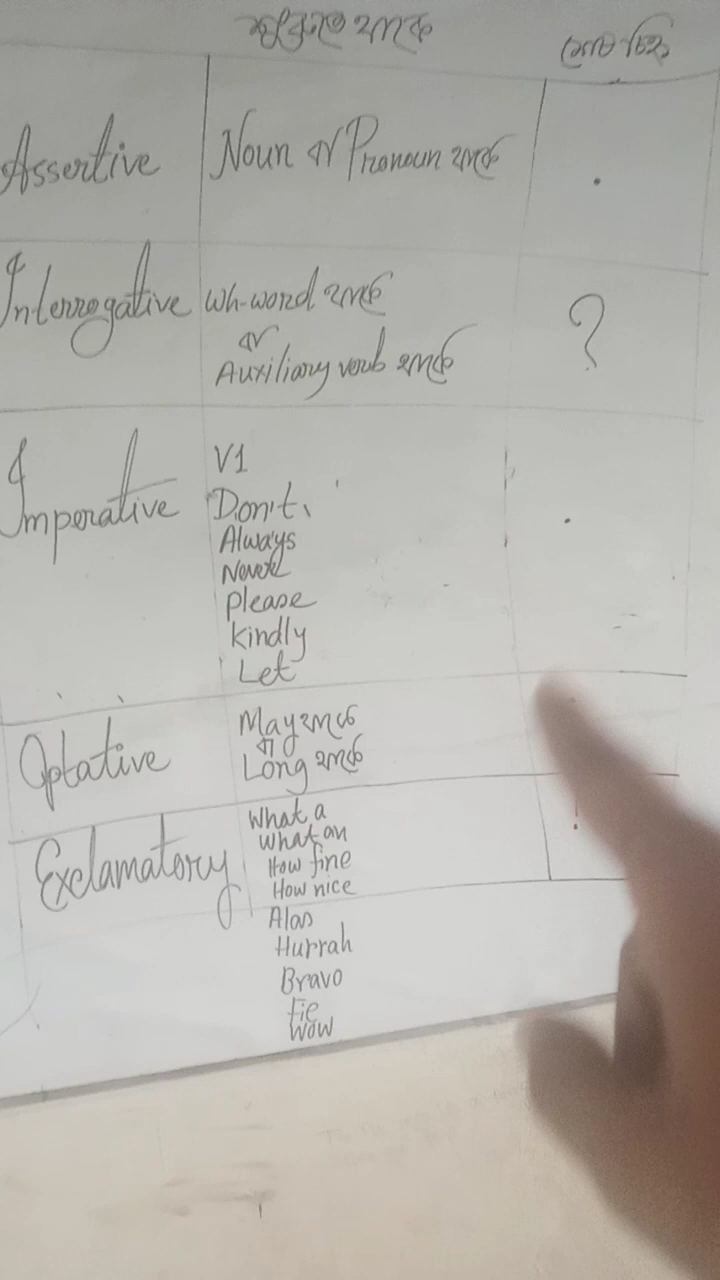 শুরুতে থাকে শেষে চিহ্ন
Assertive Noun বা Pronoun থাকে .
Interrogative Wh-word থাকে ?
বা
Auxiliary verb থাকে
Imperative V1 .
Don't
Always
Never
Please
kindly
Let
Optative May থাকে
বা
Long থাকে
Exclamatory What a !
What an
How fine
How nice
Alas
Hurrah
Bravo
Fie
Wow